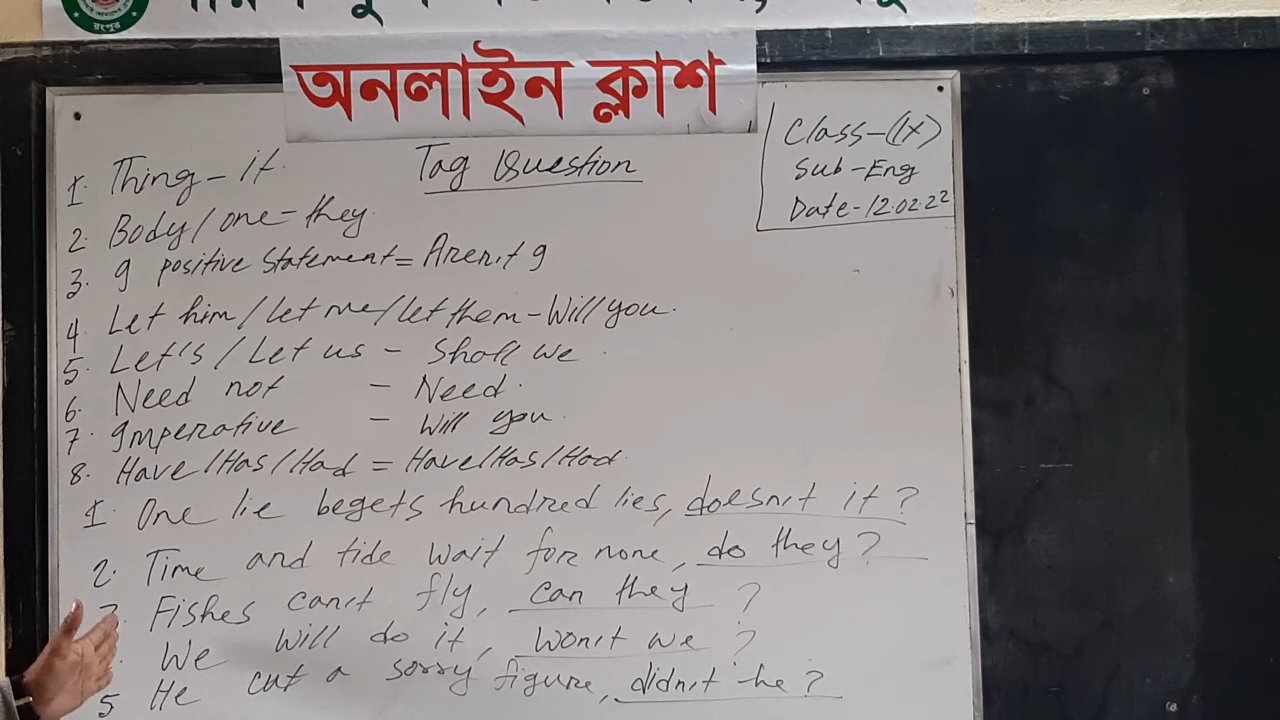 রংপুর
অনলাইন ক্লাশ
Class-(IX)
Sub-Eng
Date-12.02.22
Tag Question
1. Thing-it.
2. Body/one-they.
3. I positive statement = Aren't I
4. Let him/let me/let them-Will you.
5. Let's/Let us - Shall we.
6. Need not - Need.
7. Imperative - Will you.
8. Have/Has/Had = Have/Has/Had.
1. One lie begets hundred lies, doesn't it?
2. Time and tide wait for none, do they?
3. Fishes can't fly, can they?
We will do it, Won't we?
5 He cut a sorry figure, didn't he?